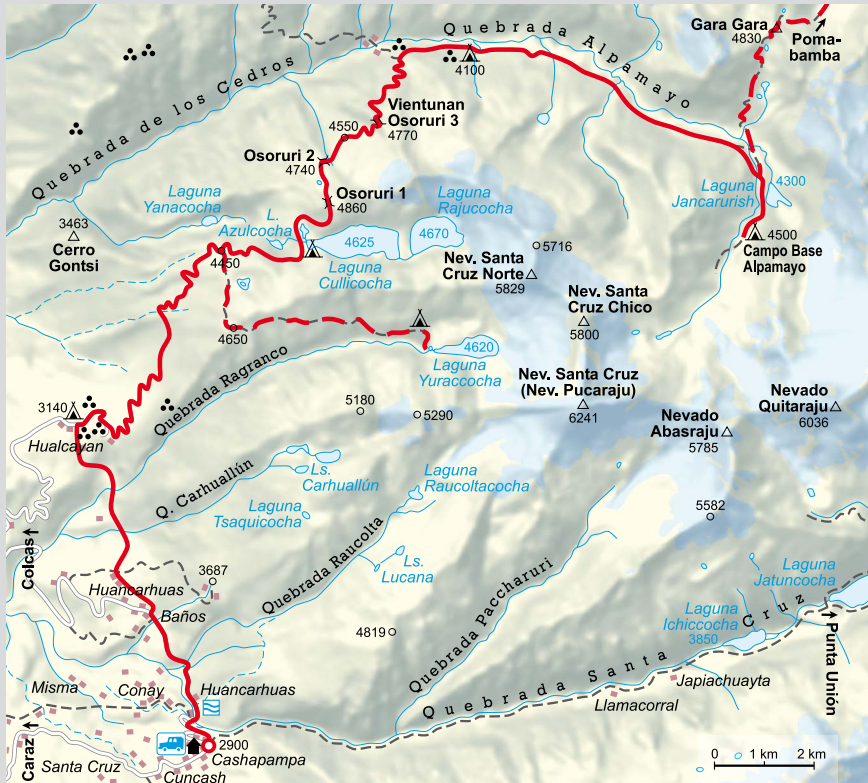 Quebrada
Alpamayo
Gara Gara
4830
Poma-
bamba
4100
Quebrada de los Cedros
Vientunan
Osoruri 3
4770
4550
Osoruri 2
4740
Osoruri 1
4860
Laguna
Yanacocha
L.
Azulcocha
Laguna
Rajucocha
4670
4625
Laguna
Cullicocha
Laguna
Jancarurish
4300
4500
Campo Base
Alpamayo
3463
Cerro
Gontsi
4450
5716
Nev. Santa
Cruz Norte
5829
Nev. Santa
Cruz Chico
5800
4650
4620
Laguna
Yuraccocha
Quebrada Ragranco
Nev. Santa Cruz
(Nev. Pucaraju)
6241
Nevado
Quitaraju
6036
Nevado
Abasraju
5785
3140
Hualcayan
5180
5290
Q. Carhuallún
Ls.
Carhuallún
Laguna
Raucoltacocha
Laguna
Tsaquicocha
5582
Colcas
Quebrada Raucolta
Ls.
Lucana
3687
Huancarhuas
Baños
4819
Quebrada Paccharuri
Laguna
Jatuncocha
Laguna
Ichiccocha
3850
Quebrada Santa Cruz
Punta Unión
Japiachuayta
Llamacorral
Misma
Conay
Huancarhuas
Caraz
2900
Cashapampa
Santa Cruz
Cuncash
0 1 km 2 km